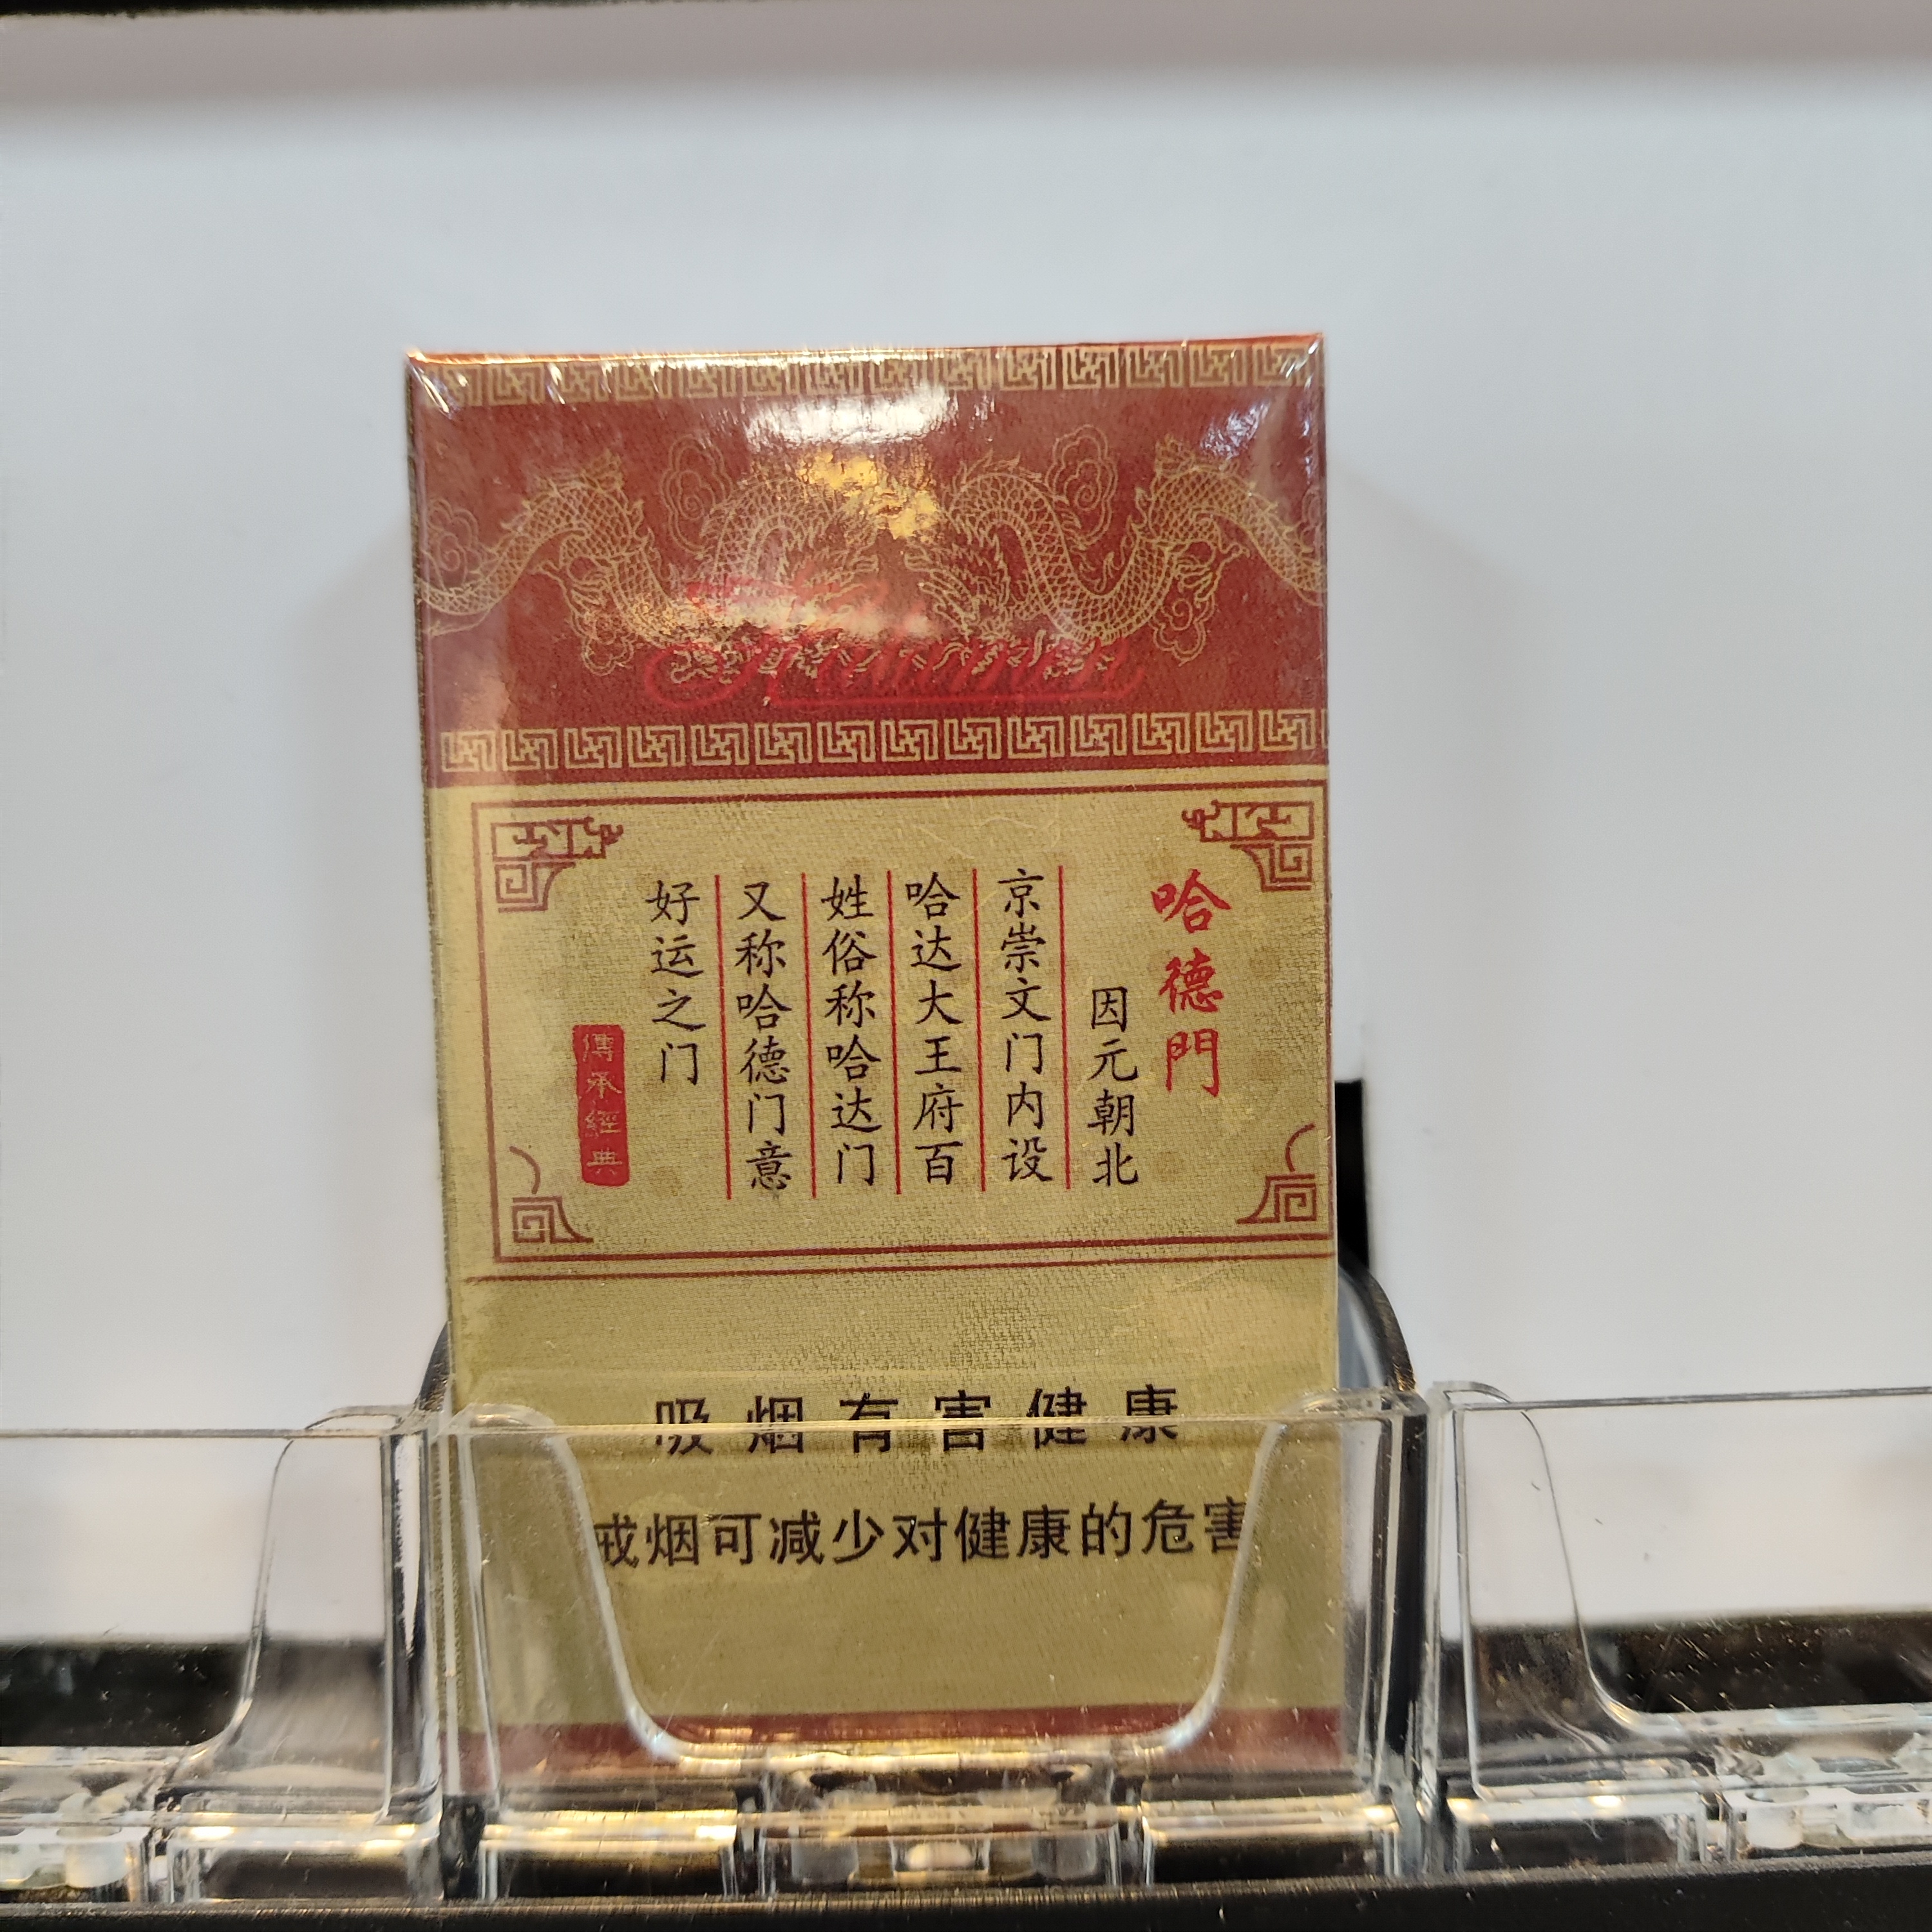 Hademen
哈德門
因元朝北
京崇文门内设
哈达大王府百
姓俗称哈达门
又称哈德门意
好运之门
傳承經典
吸烟有害健康
戒烟可减少对健康的危害